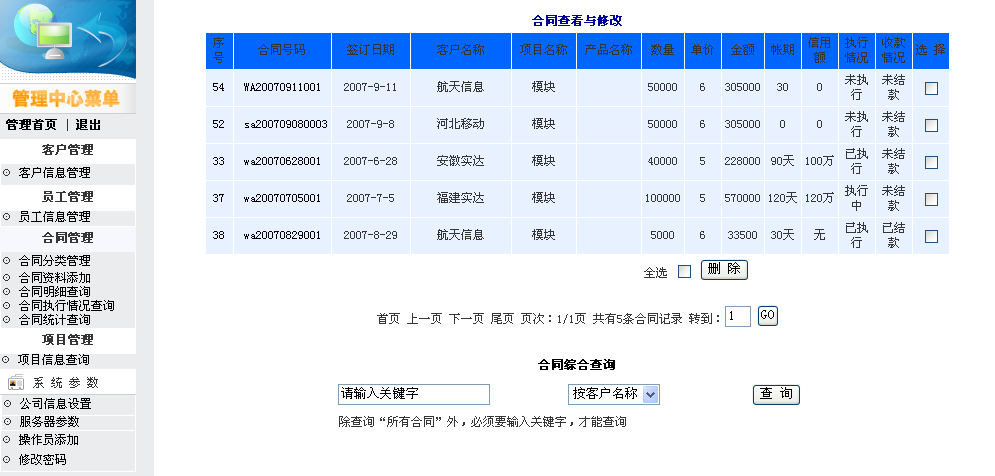 管理中心菜单
管理首页 | 退出
客户管理
客户信息管理
员工管理
员工信息管理
合同管理
合同分类管理
合同资料添加
合同明细查询
合同执行情况查询
合同统计查询
项目管理
项目信息查询
系统参数
公司信息设置
服务器参数
操作员添加
修改密码
合同查看与修改
序号 合同号码 签订日期 客户名称 项目名称 产品名称 数量 单价 金额 帐期 信用额 执行情况 收款情况 选 择
54 WA20070911001 2007-9-11 航天信息 模块 50000 6 305000 30 0 未执行 未结款
52 sa200709080003 2007-9-8 河北移动 模块 50000 6 305000 0 0 未执行 未结款
33 wa20070628001 2007-6-28 安徽实达 模块 40000 5 228000 90天 100万 已执行 未结款
37 wa20070705001 2007-7-5 福建实达 模块 100000 5 570000 120天 120万 执行中 未结款
38 wa20070829001 2007-8-29 航天信息 模块 5000 6 33500 30天 无 已执行 已结款
全选 删 除
首页 上一页 下一页 尾页 页次：1/1页 共有5条合同记录 转到： 1 GO
合同综合查询
请输入关键字 按客户名称 查 询
除查询“所有合同”外，必须要输入关键字，才能查询